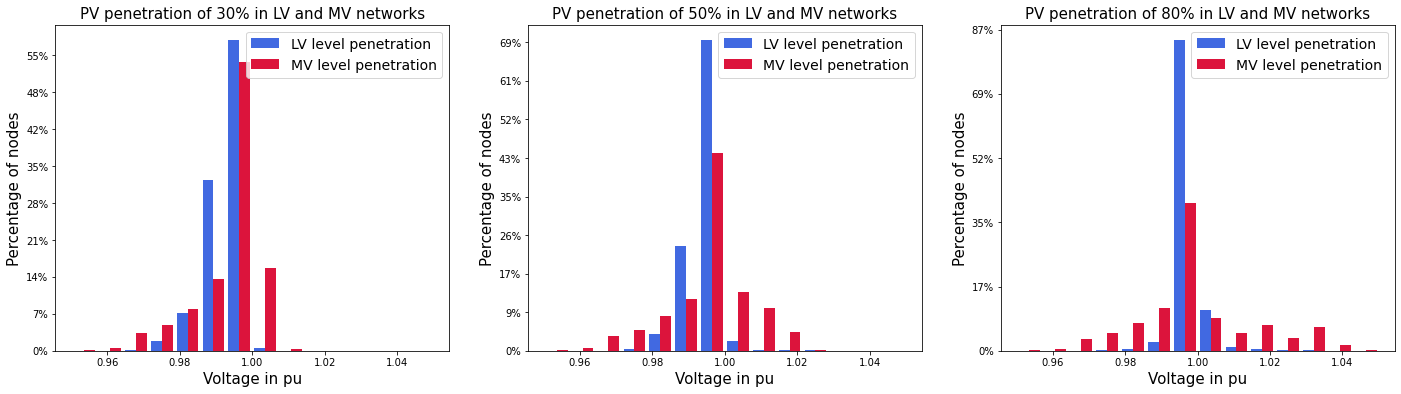 PV penetration of 30% in LV and MV networks
55%
48%
42%
35%
28%
21%
14%
7%
0%
Percentage of nodes
LV level penetration
MV level penetration
0.96
0.98
1.00
1.02
1.04
Voltage in pu
PV penetration of 50% in LV and MV networks
69%
61%
52%
43%
35%
26%
17%
9%
0%
Percentage of nodes
LV level penetration
MV level penetration
0.96
0.98
1.00
1.02
1.04
Voltage in pu
PV penetration of 80% in LV and MV networks
87%
69%
52%
35%
17%
0%
Percentage of nodes
LV level penetration
MV level penetration
0.96
0.98
1.00
1.02
1.04
Voltage in pu